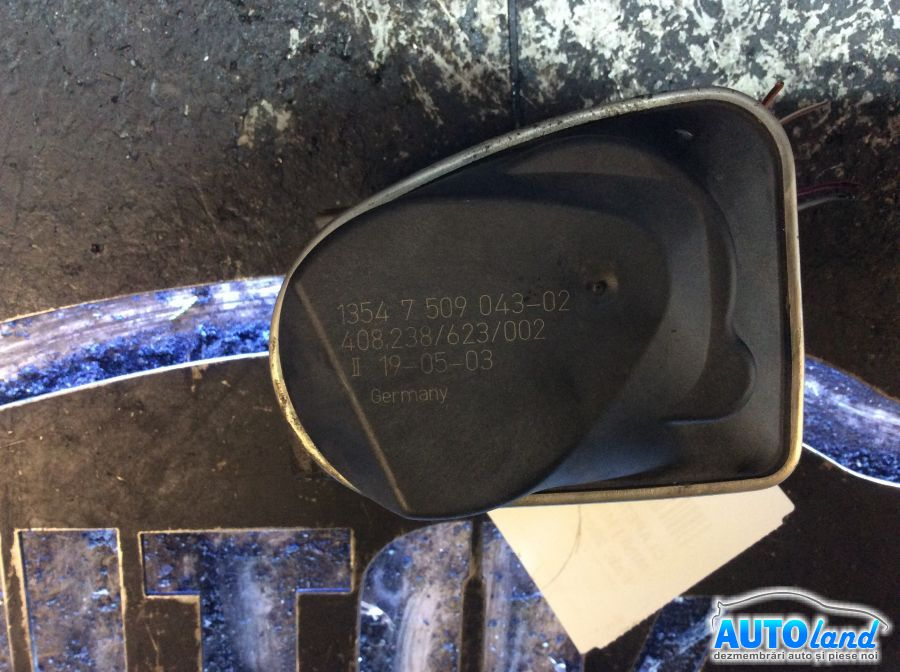 1354 7 509 043-02
408.238/623/002
II 19-05-03
Germany
AUTOland
dezmembrări auto și piese noi